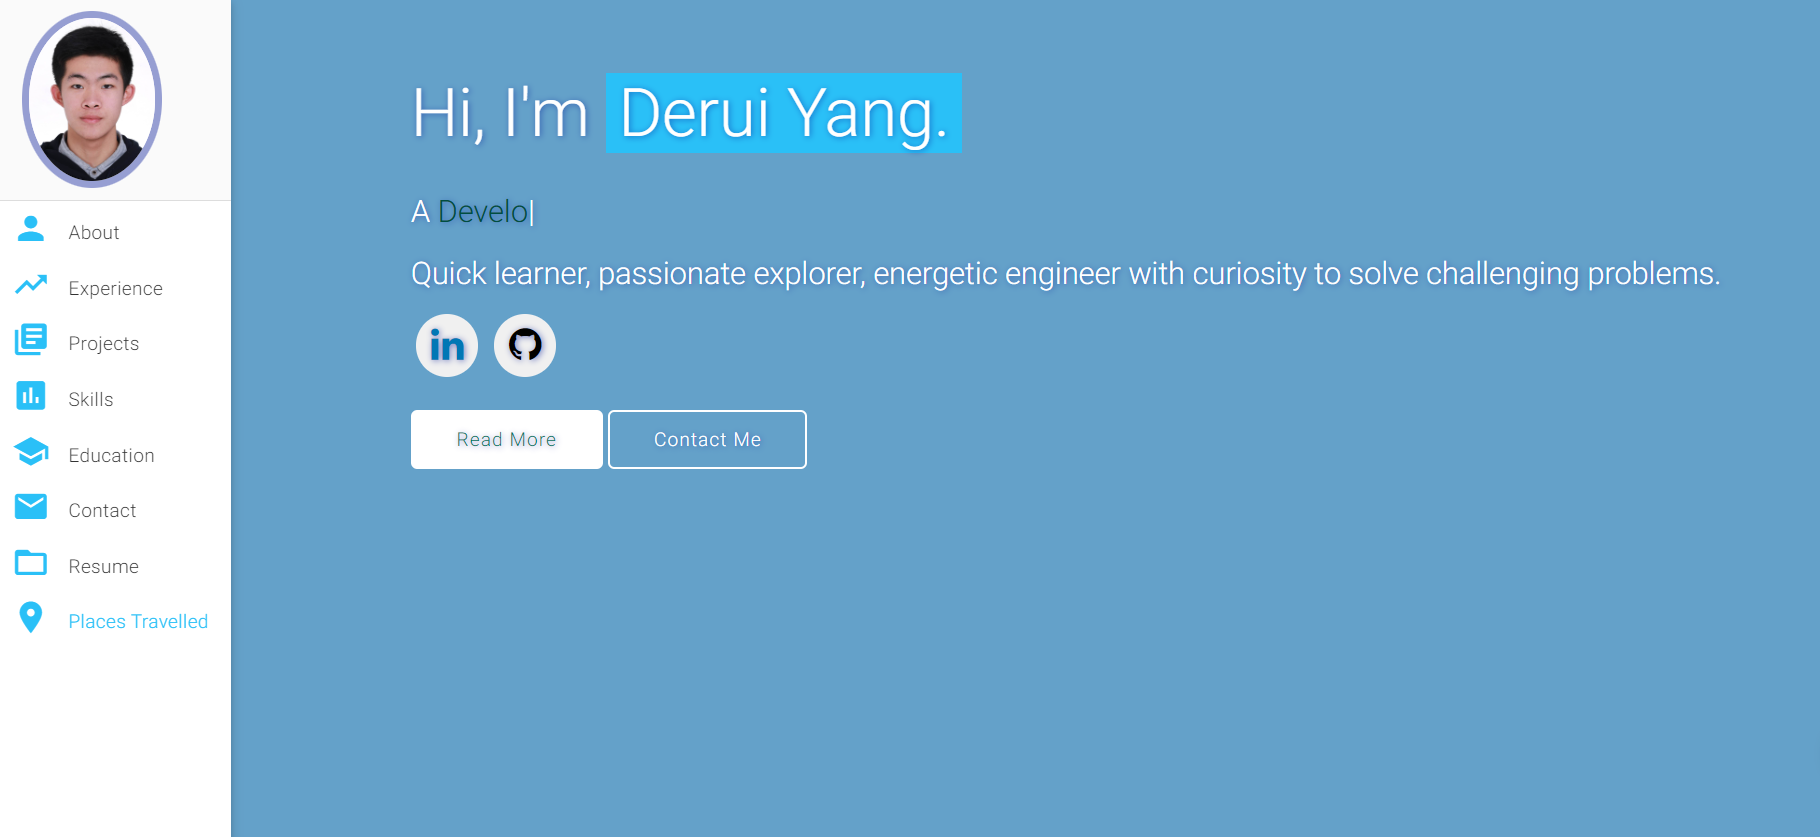 About
Experience
Projects
Skills
Education
Contact
Resume
Places Travelled
Hi, I'm Derui Yang.
A Develo|
Quick learner, passionate explorer, energetic engineer with curiosity to solve challenging problems.
in
Read More
Contact Me